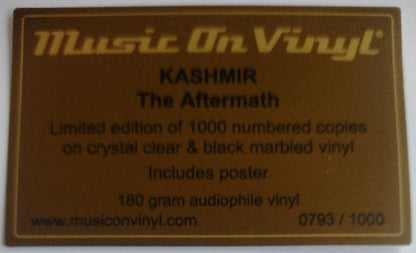 Music On Vinyl®
KASHMIR
The Aftermath
Limited edition of 1000 numbered copies
on crystal clear & black marbled vinyl
Includes poster
180 gram audiophile vinyl
www.musiconvinyl.com 0793 / 1000